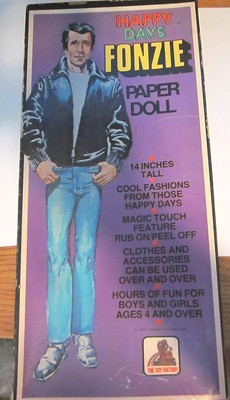 HAPPY
DAYS
FONZIE
PAPER
DOLL
14 INCHES
TALL
COOL FASHIONS
FROM THOSE
HAPPY DAYS
MAGIC TOUCH
FEATURE
RUB ON/PEEL OFF
CLOTHES AND
ACCESSORIES
CAN BE USED
OVER AND OVER
HOURS OF FUN FOR
BOYS AND GIRLS
AGES 4 AND OVER
THE TOY FACTORY